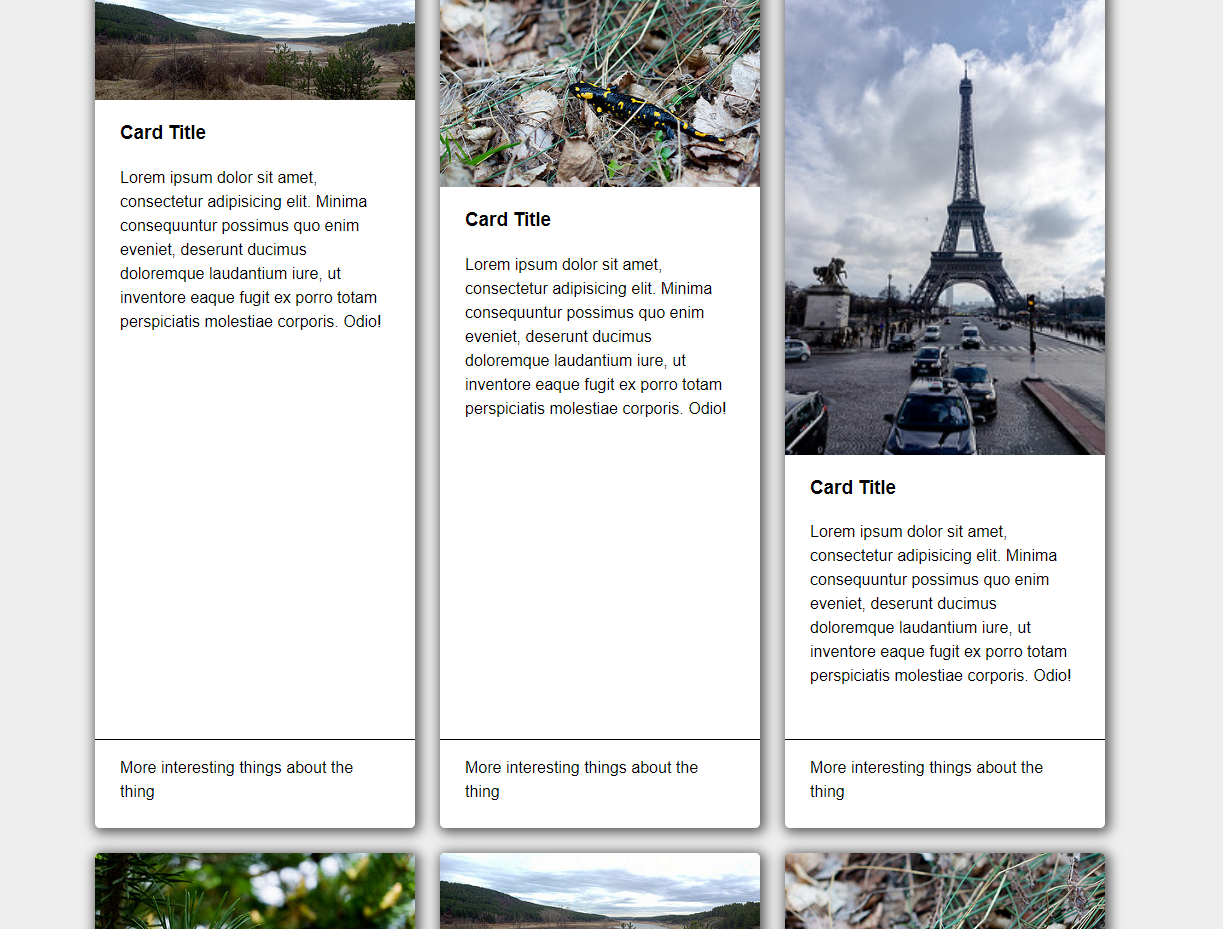 Card Title
Lorem ipsum dolor sit amet,
consectetur adipisicing elit. Minima
consequuntur possimus quo enim
eveniet, deserunt ducimus
doloremque laudantium iure, ut
inventore eaque fugit ex porro totam
perspiciatis molestiae corporis. Odio!
More interesting things about the
thing
Card Title
Lorem ipsum dolor sit amet,
consectetur adipisicing elit. Minima
consequuntur possimus quo enim
eveniet, deserunt ducimus
doloremque laudantium iure, ut
inventore eaque fugit ex porro totam
perspiciatis molestiae corporis. Odio!
More interesting things about the
thing
Card Title
Lorem ipsum dolor sit amet,
consectetur adipisicing elit. Minima
consequuntur possimus quo enim
eveniet, deserunt ducimus
doloremque laudantium iure, ut
inventore eaque fugit ex porro totam
perspiciatis molestiae corporis. Odio!
More interesting things about the
thing